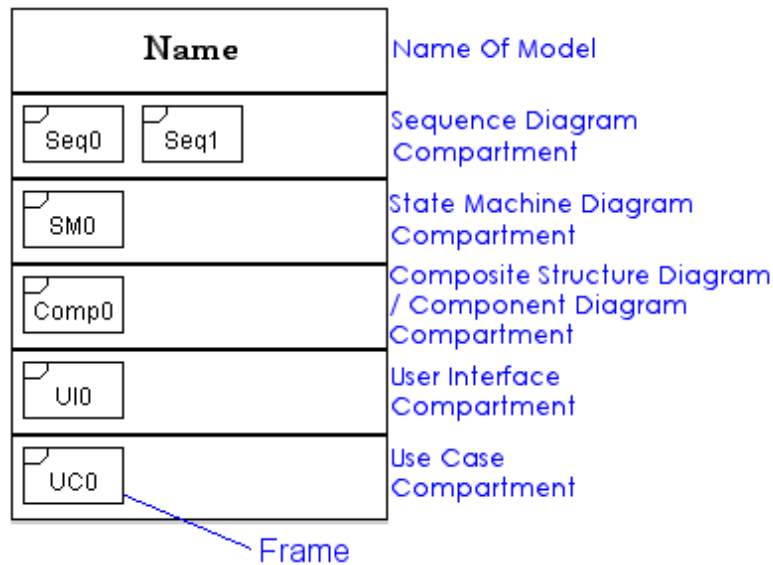 Name
Name Of Model
Seq0 Seq1
Sequence Diagram
Compartment
SM0
State Machine Diagram
Compartment
Comp0
Composite Structure Diagram
/ Component Diagram
Compartment
UI0
User Interface
Compartment
UC0
Use Case
Compartment
Frame